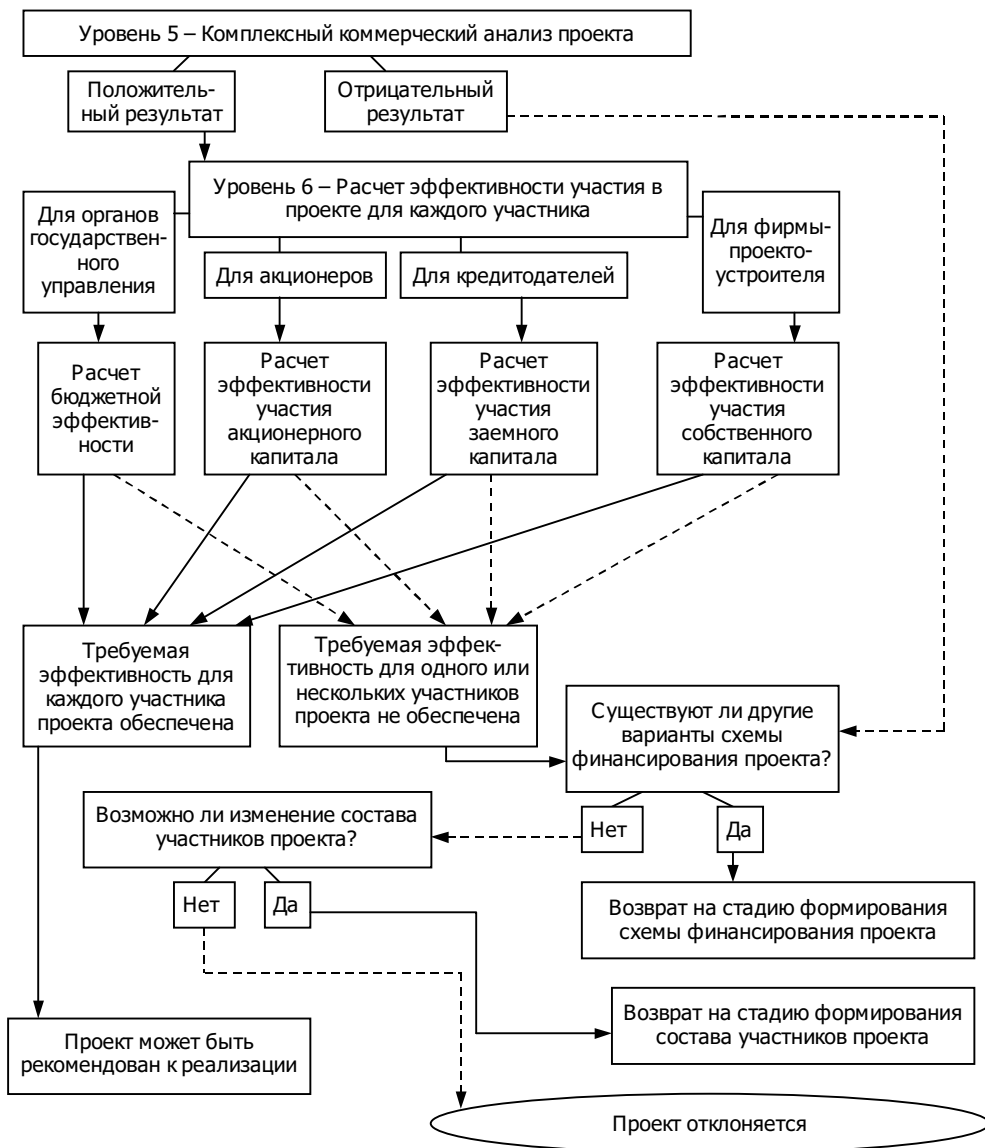 Уровень 5 – Комплексный коммерческий анализ проекта
Положитель-
ный результат
Отрицательный
результат
Уровень 6 – Расчет эффективности участия в
проекте для каждого участника
Для органов
государствен-
ного
управления
Для акционеров
Для кредитодателей
Для фирмы-
проекто-
устроителя
Расчет
бюджетной
эффектив-
ности
Расчет
эффективности
участия
акционерного
капитала
Расчет
эффективности
участия
заемного
капитала
Расчет
эффективности
участия
собственного
капитала
Требуемая
эффективность для
каждого участника
проекта обеспечена
Требуемая эффек-
тивность для одного или
нескольких участников
проекта не обеспечена
Существуют ли другие
варианты схемы
финансирования проекта?
Нет
Да
Возможно ли изменение состава
участников проекта?
Нет
Да
Возврат на стадию формирования
схемы финансирования проекта
Возврат на стадию формирования
состава участников проекта
Проект может быть
рекомендован к реализации
Проект отклоняется